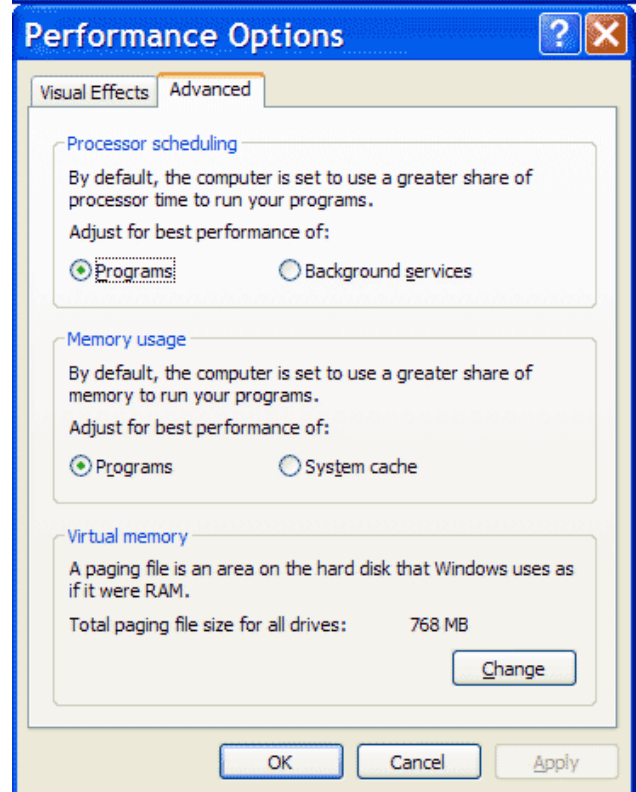 Performance Options
Visual Effects Advanced
Processor scheduling
By default, the computer is set to use a greater share of
processor time to run your programs.
Adjust for best performance of:
Programs Background services
Memory usage
By default, the computer is set to use a greater share of
memory to run your programs.
Adjust for best performance of:
Programs System cache
Virtual memory
A paging file is an area on the hard disk that Windows uses as
if it were RAM.
Total paging file size for all drives: 768 MB
Change
OK Cancel Apply